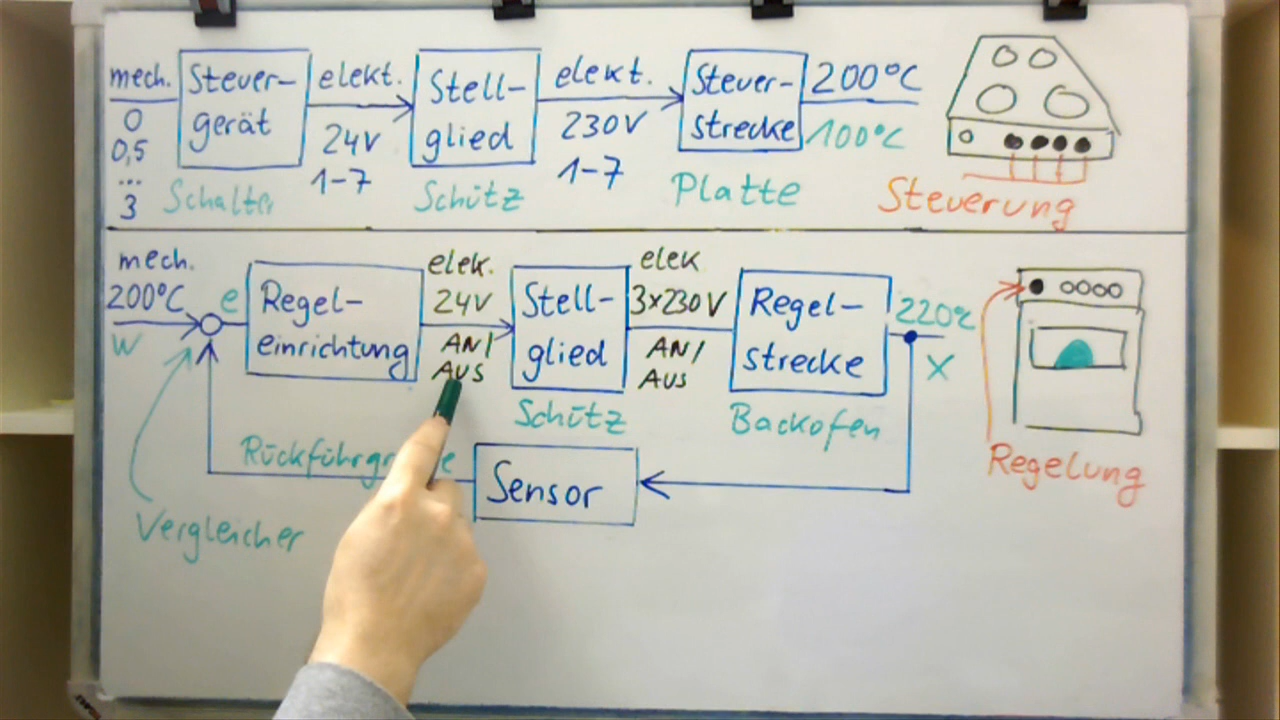 mech.
0
0,5
...
3
Steuer-
gerät
Schalter
elekt.
24V
1-7
Stell-
glied
Schütz
elekt.
230V
1-7
Steuer-
strecke
Platte
200°C
100°C
Steuerung
mech.
200°C
w
e
Regel-
einrichtung
elek.
24V
AN/
AUS
Stell-
glied
Schütz
elek
3x230V
AN/
AUS
Regel-
strecke
Backofen
220°C
x
Sensor
Vergleicher
Regelung